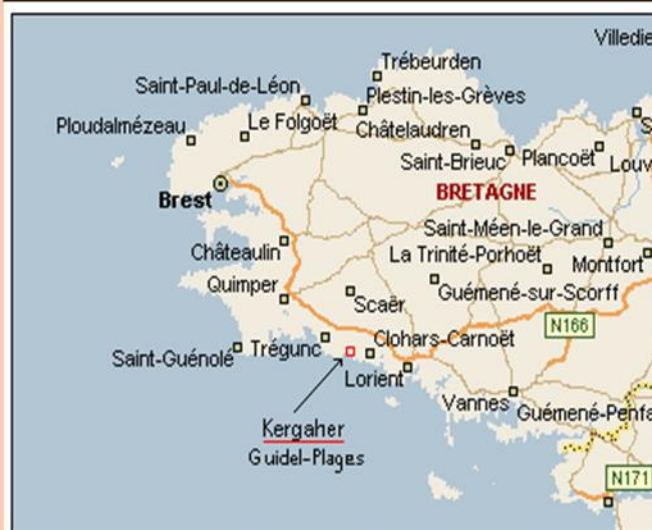 Villedie
Trébeurden
Saint-Paul-de-Léon
Plestin-les-Grèves
Ploudalmézeau
Le Folgoët
Châtelaudren
Saint-Brieuc
Plancoët
Louv
BRETAGNE
Brest
Saint-Méen-le-Grand
Châteaulin
La Trinité-Porhoët
Montfort
Quimper
Scaër
Guémené-sur-Scorff
N166
Saint-Guénolé
Trégunc
Clohars-Carnoët
Lorient
Vannes
Guémené-Penfa
Kergaher
Guidel-Plages
N171